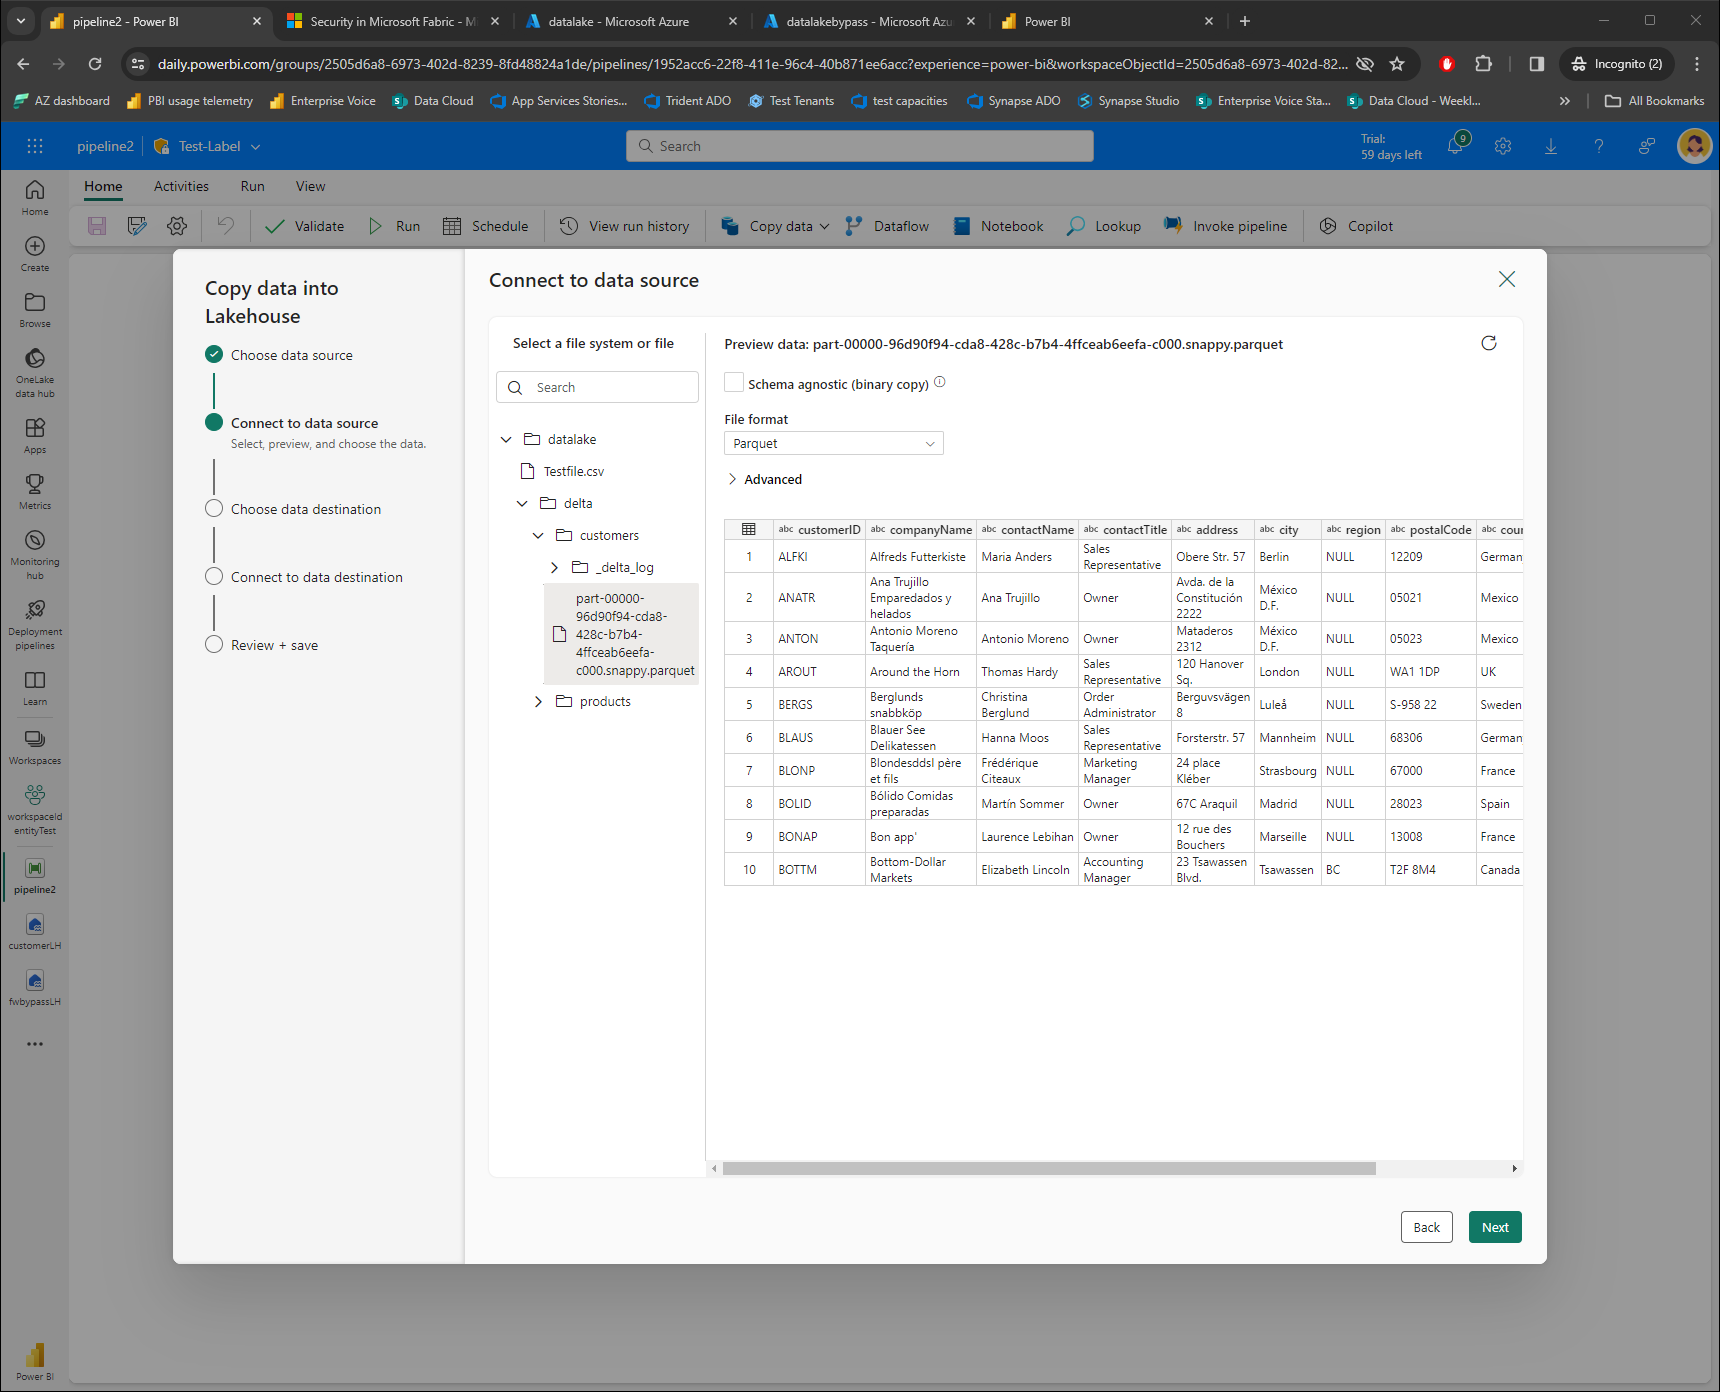 pipeline2 - Power BI
Security in Microsoft Fabric - M
datalake - Microsoft Azure
datalakebypass - Microsoft Azu
Power BI
daily.powerbi.com/groups/2505d6a8-6973-402d-8239-8fd48824a1de/pipelines/1952acc6-22f8-411e-96c4-40b871ee6acc?experience=power-bi&workspaceObjectId=2505d6a8-6973-402d-82...
Incognito (2)
AZ dashboard
PBI usage telemetry
Enterprise Voice
Data Cloud
App Services Stories...
Trident ADO
Test Tenants
test capacities
Synapse ADO
Synapse Studio
Enterprise Voice Sta...
Data Cloud - Weekl...
All Bookmarks
pipeline2
Test-Label
Search
Trial:
59 days left
9
Home Activities Run View
Validate Run Schedule View run history Copy data Dataflow Notebook Lookup Invoke pipeline Copilot
Home
Create
Browse
OneLake
data hub
Apps
Metrics
Monitoring
hub
Deployment
pipelines
Learn
Workspaces
workspaceId
entityTest
pipeline2
customerLH
fwbypassLH
Power BI
Copy data into
Lakehouse
Choose data source
Connect to data source
Select, preview, and choose the data.
Choose data destination
Connect to data destination
Review + save
Connect to data source
Select a file system or file
Search
datalake
Testfile.csv
delta
customers
_delta_log
part-00000-
96d90f94-cda8-
428c-b7b4-
4ffceab6eefa-
c000.snappy.parquet
products
Preview data: part-00000-96d90f94-cda8-428c-b7b4-4ffceab6eefa-c000.snappy.parquet
Schema agnostic (binary copy)
File format
Parquet
Advanced
abc customerID abc companyName abc contactName abc contactTitle abc address abc city abc region abc postalCode abc cour
1 ALFKI Alfreds Futterkiste Maria Anders Sales Representative Obere Str. 57 Berlin NULL 12209 German
2 ANATR Ana Trujillo Emparedados y helados Ana Trujillo Owner Avda. de la Constitución 2222 México D.F. NULL 05021 Mexico
3 ANTON Antonio Moreno Taquería Antonio Moreno Owner Mataderos 2312 México D.F. NULL 05023 Mexico
4 AROUT Around the Horn Thomas Hardy Sales Representative 120 Hanover Sq. London NULL WA1 1DP UK
5 BERGS Berglunds snabbköp Christina Berglund Order Administrator Berguvsvägen 8 Luleå NULL S-958 22 Sweden
6 BLAUS Blauer See Delikatessen Hanna Moos Sales Representative Forsterstr. 57 Mannheim NULL 68306 German
7 BLONP Blondesddsl père et fils Frédérique Citeaux Marketing Manager 24 place Kléber Strasbourg NULL 67000 France
8 BOLID Bólido Comidas preparadas Martín Sommer Owner 67C Araquil Madrid NULL 28023 Spain
9 BONAP Bon app' Laurence Lebihan Owner 12 rue des Bouchers Marseille NULL 13008 France
10 BOTTM Bottom-Dollar Markets Elizabeth Lincoln Accounting Manager 23 Tsawassen Blvd. Tsawassen BC T2F 8M4 Canada
Back
Next